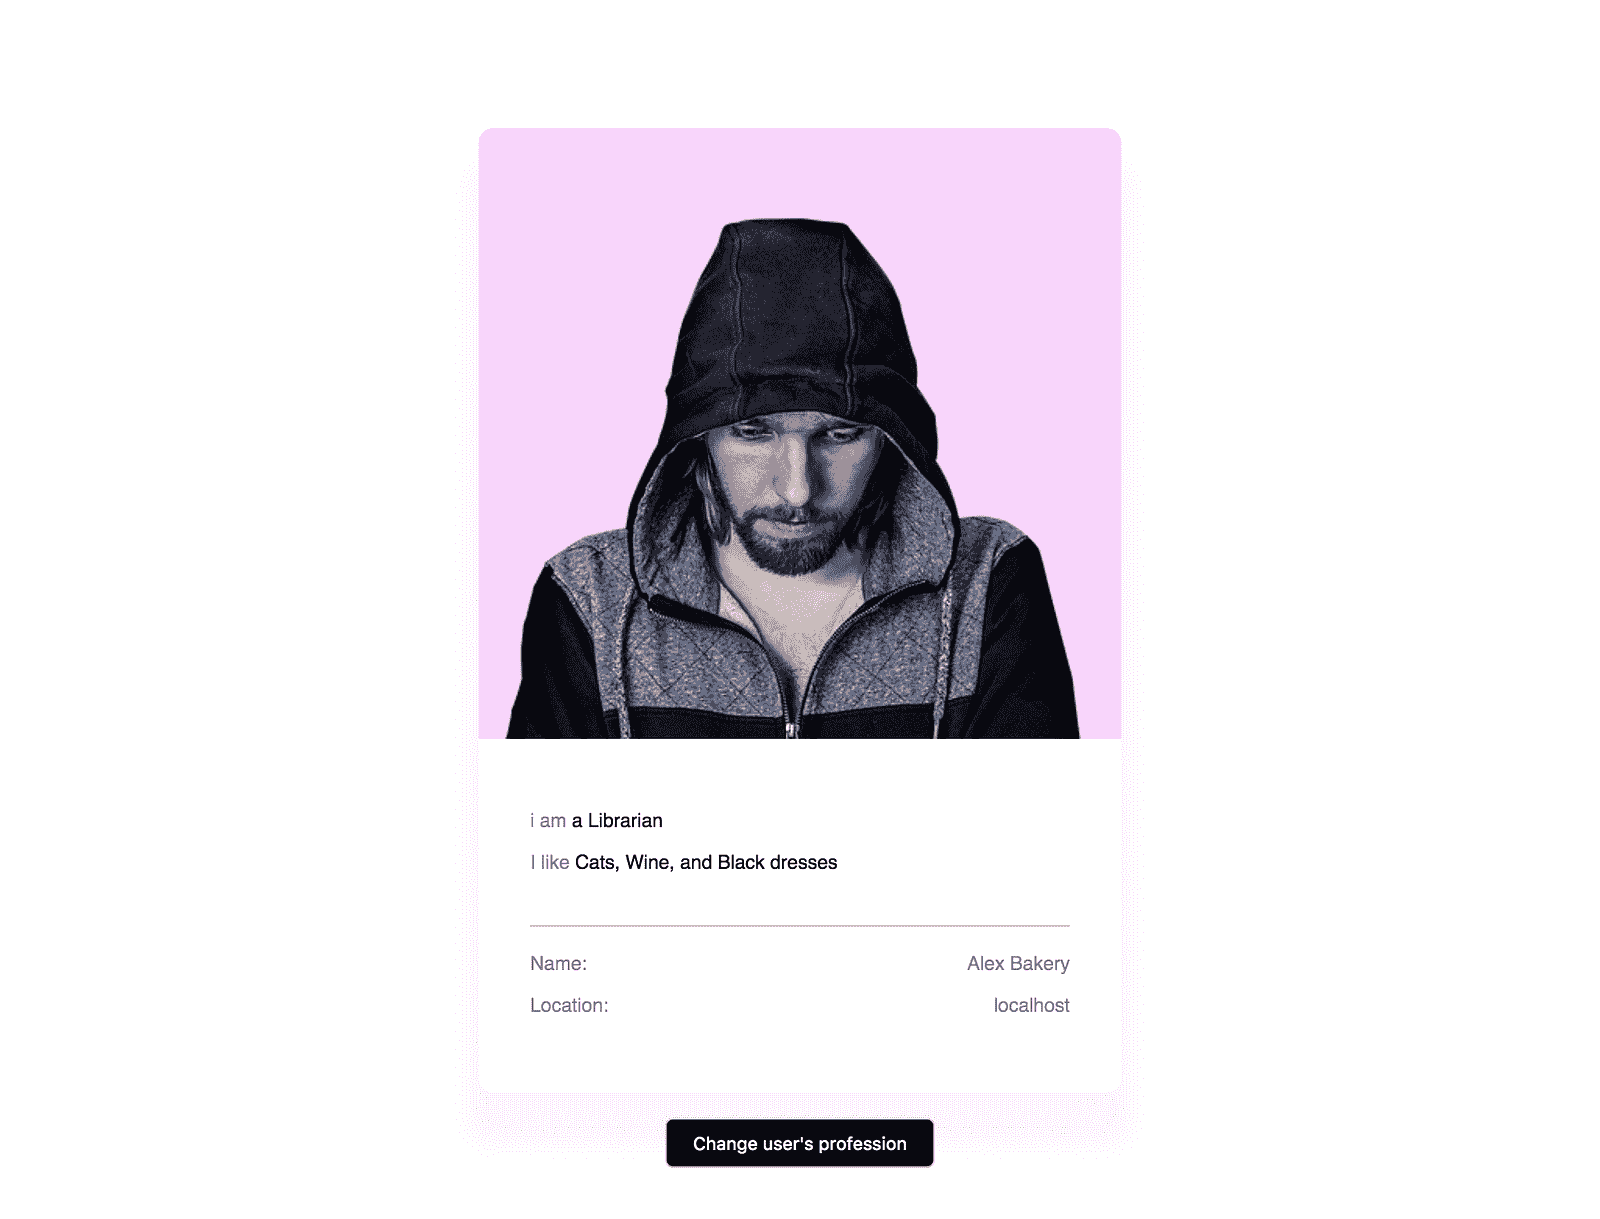 i am a Librarian
I like Cats, Wine, and Black dresses
Name: Alex Bakery
Location: localhost
Change user's profession